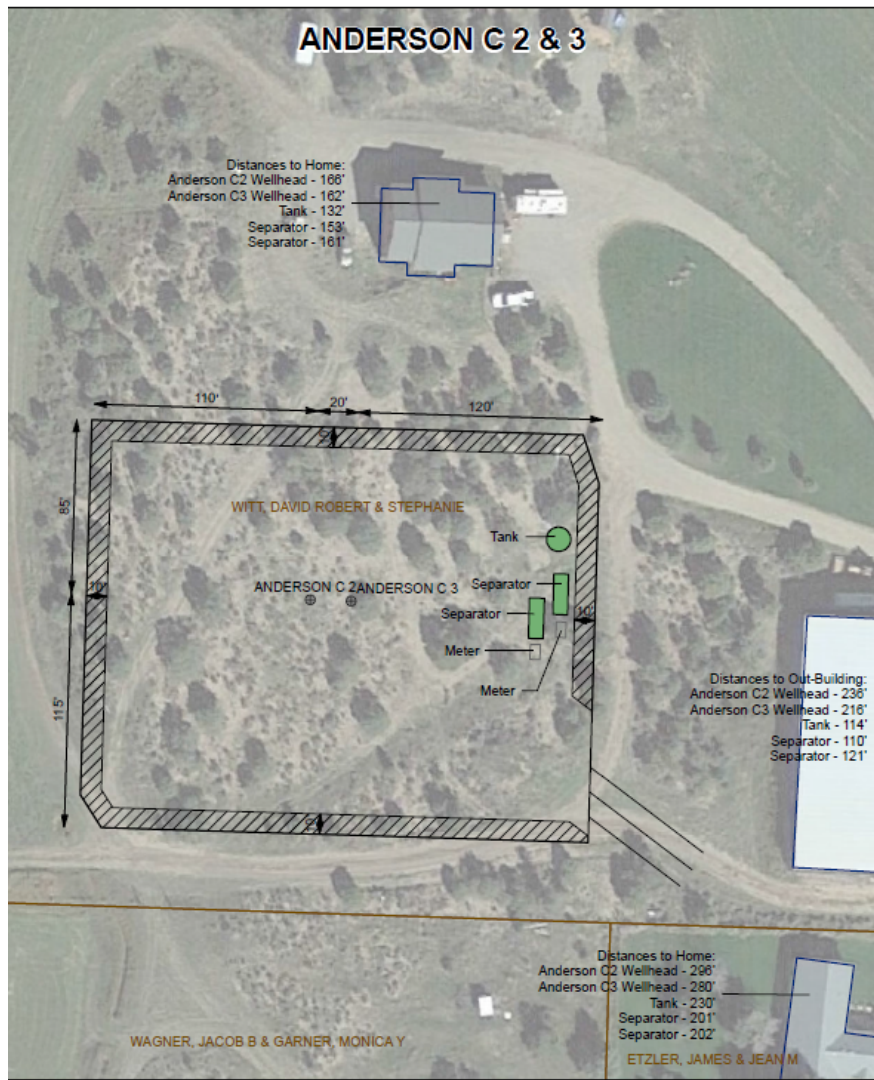 ANDERSON C 2 & 3
Distances to Home:
Anderson C2 Wellhead - 166'
Anderson C3 Wellhead - 162'
Tank - 132'
Separator - 153'
Separator - 161'
110'
20'
120'
10'
85'
WITT, DAVID ROBERT & STEPHANIE
Tank
ANDERSON C 2
ANDERSON C 3
Separator
Separator
10'
10'
Meter
Meter
115'
Distances to Out-Building:
Anderson C2 Wellhead - 236'
Anderson C3 Wellhead - 216'
Tank - 114'
Separator - 110'
Separator - 121'
10'
Distances to Home:
Anderson C2 Wellhead - 296'
Anderson C3 Wellhead - 280'
Tank - 230'
Separator - 201'
Separator - 202'
WAGNER, JACOB B & GARNER, MONICA Y
ETZLER, JAMES & JEAN M